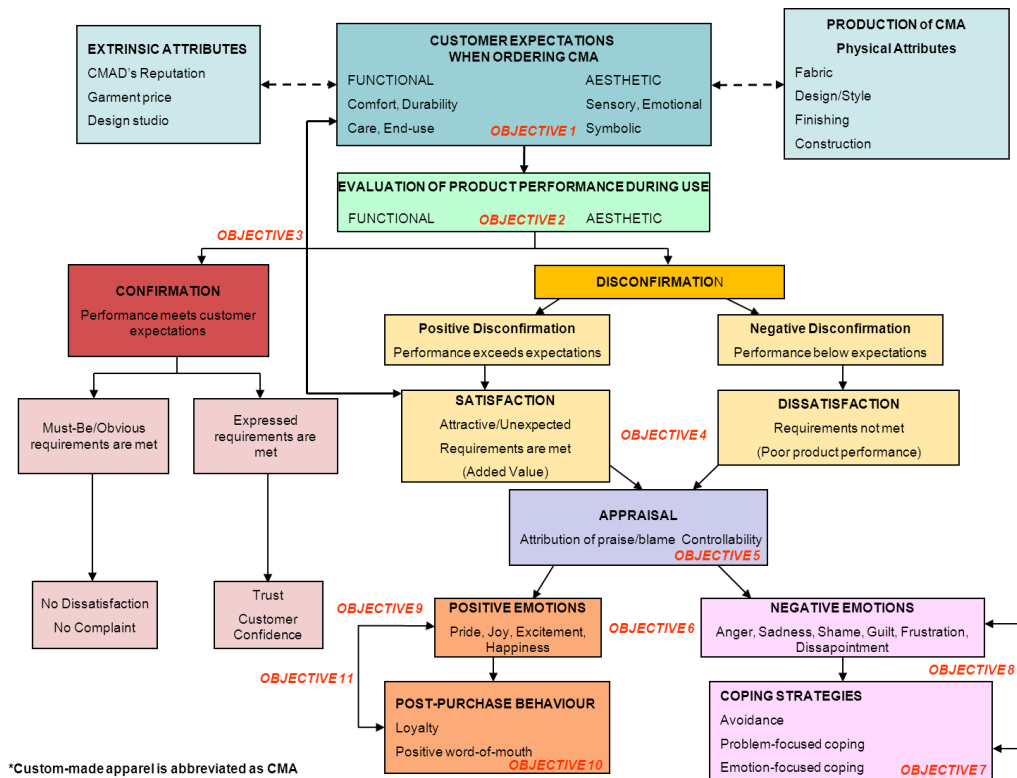 EXTRINSIC ATTRIBUTES
CMAD's Reputation
Garment price
Design studio
CUSTOMER EXPECTATIONS
WHEN ORDERING CMA
FUNCTIONAL
Comfort, Durability
Care, End-use
AESTHETIC
Sensory, Emotional
Symbolic
OBJECTIVE 1
PRODUCTION of CMA
Physical Attributes
Fabric
Design/Style
Finishing
Construction
EVALUATION OF PRODUCT PERFORMANCE DURING USE
FUNCTIONAL
OBJECTIVE 2
AESTHETIC
OBJECTIVE 3
CONFIRMATION
Performance meets customer
expectations
DISCONFIRMATION
Positive Disconfirmation
Performance exceeds expectations
Negative Disconfirmation
Performance below expectations
Must-Be/Obvious
requirements are met
Expressed
requirements are
met
SATISFACTION
Attractive/Unexpected
Requirements are met
(Added Value)
OBJECTIVE 4
DISSATISFACTION
Requirements not met
(Poor product performance)
APPRAISAL
Attribution of praise/blame Controllability
OBJECTIVE 5
No Dissatisfaction
No Complaint
Trust
Customer
Confidence
OBJECTIVE 9
POSITIVE EMOTIONS
Pride, Joy, Excitement,
Happiness
OBJECTIVE 6
NEGATIVE EMOTIONS
Anger, Sadness, Shame, Guilt, Frustration,
Dissapointment
OBJECTIVE 8
OBJECTIVE 11
POST-PURCHASE BEHAVIOUR
Loyalty
Positive word-of-mouth
OBJECTIVE 10
COPING STRATEGIES
Avoidance
Problem-focused coping
Emotion-focused coping
OBJECTIVE 7
*Custom-made apparel is abbreviated as CMA